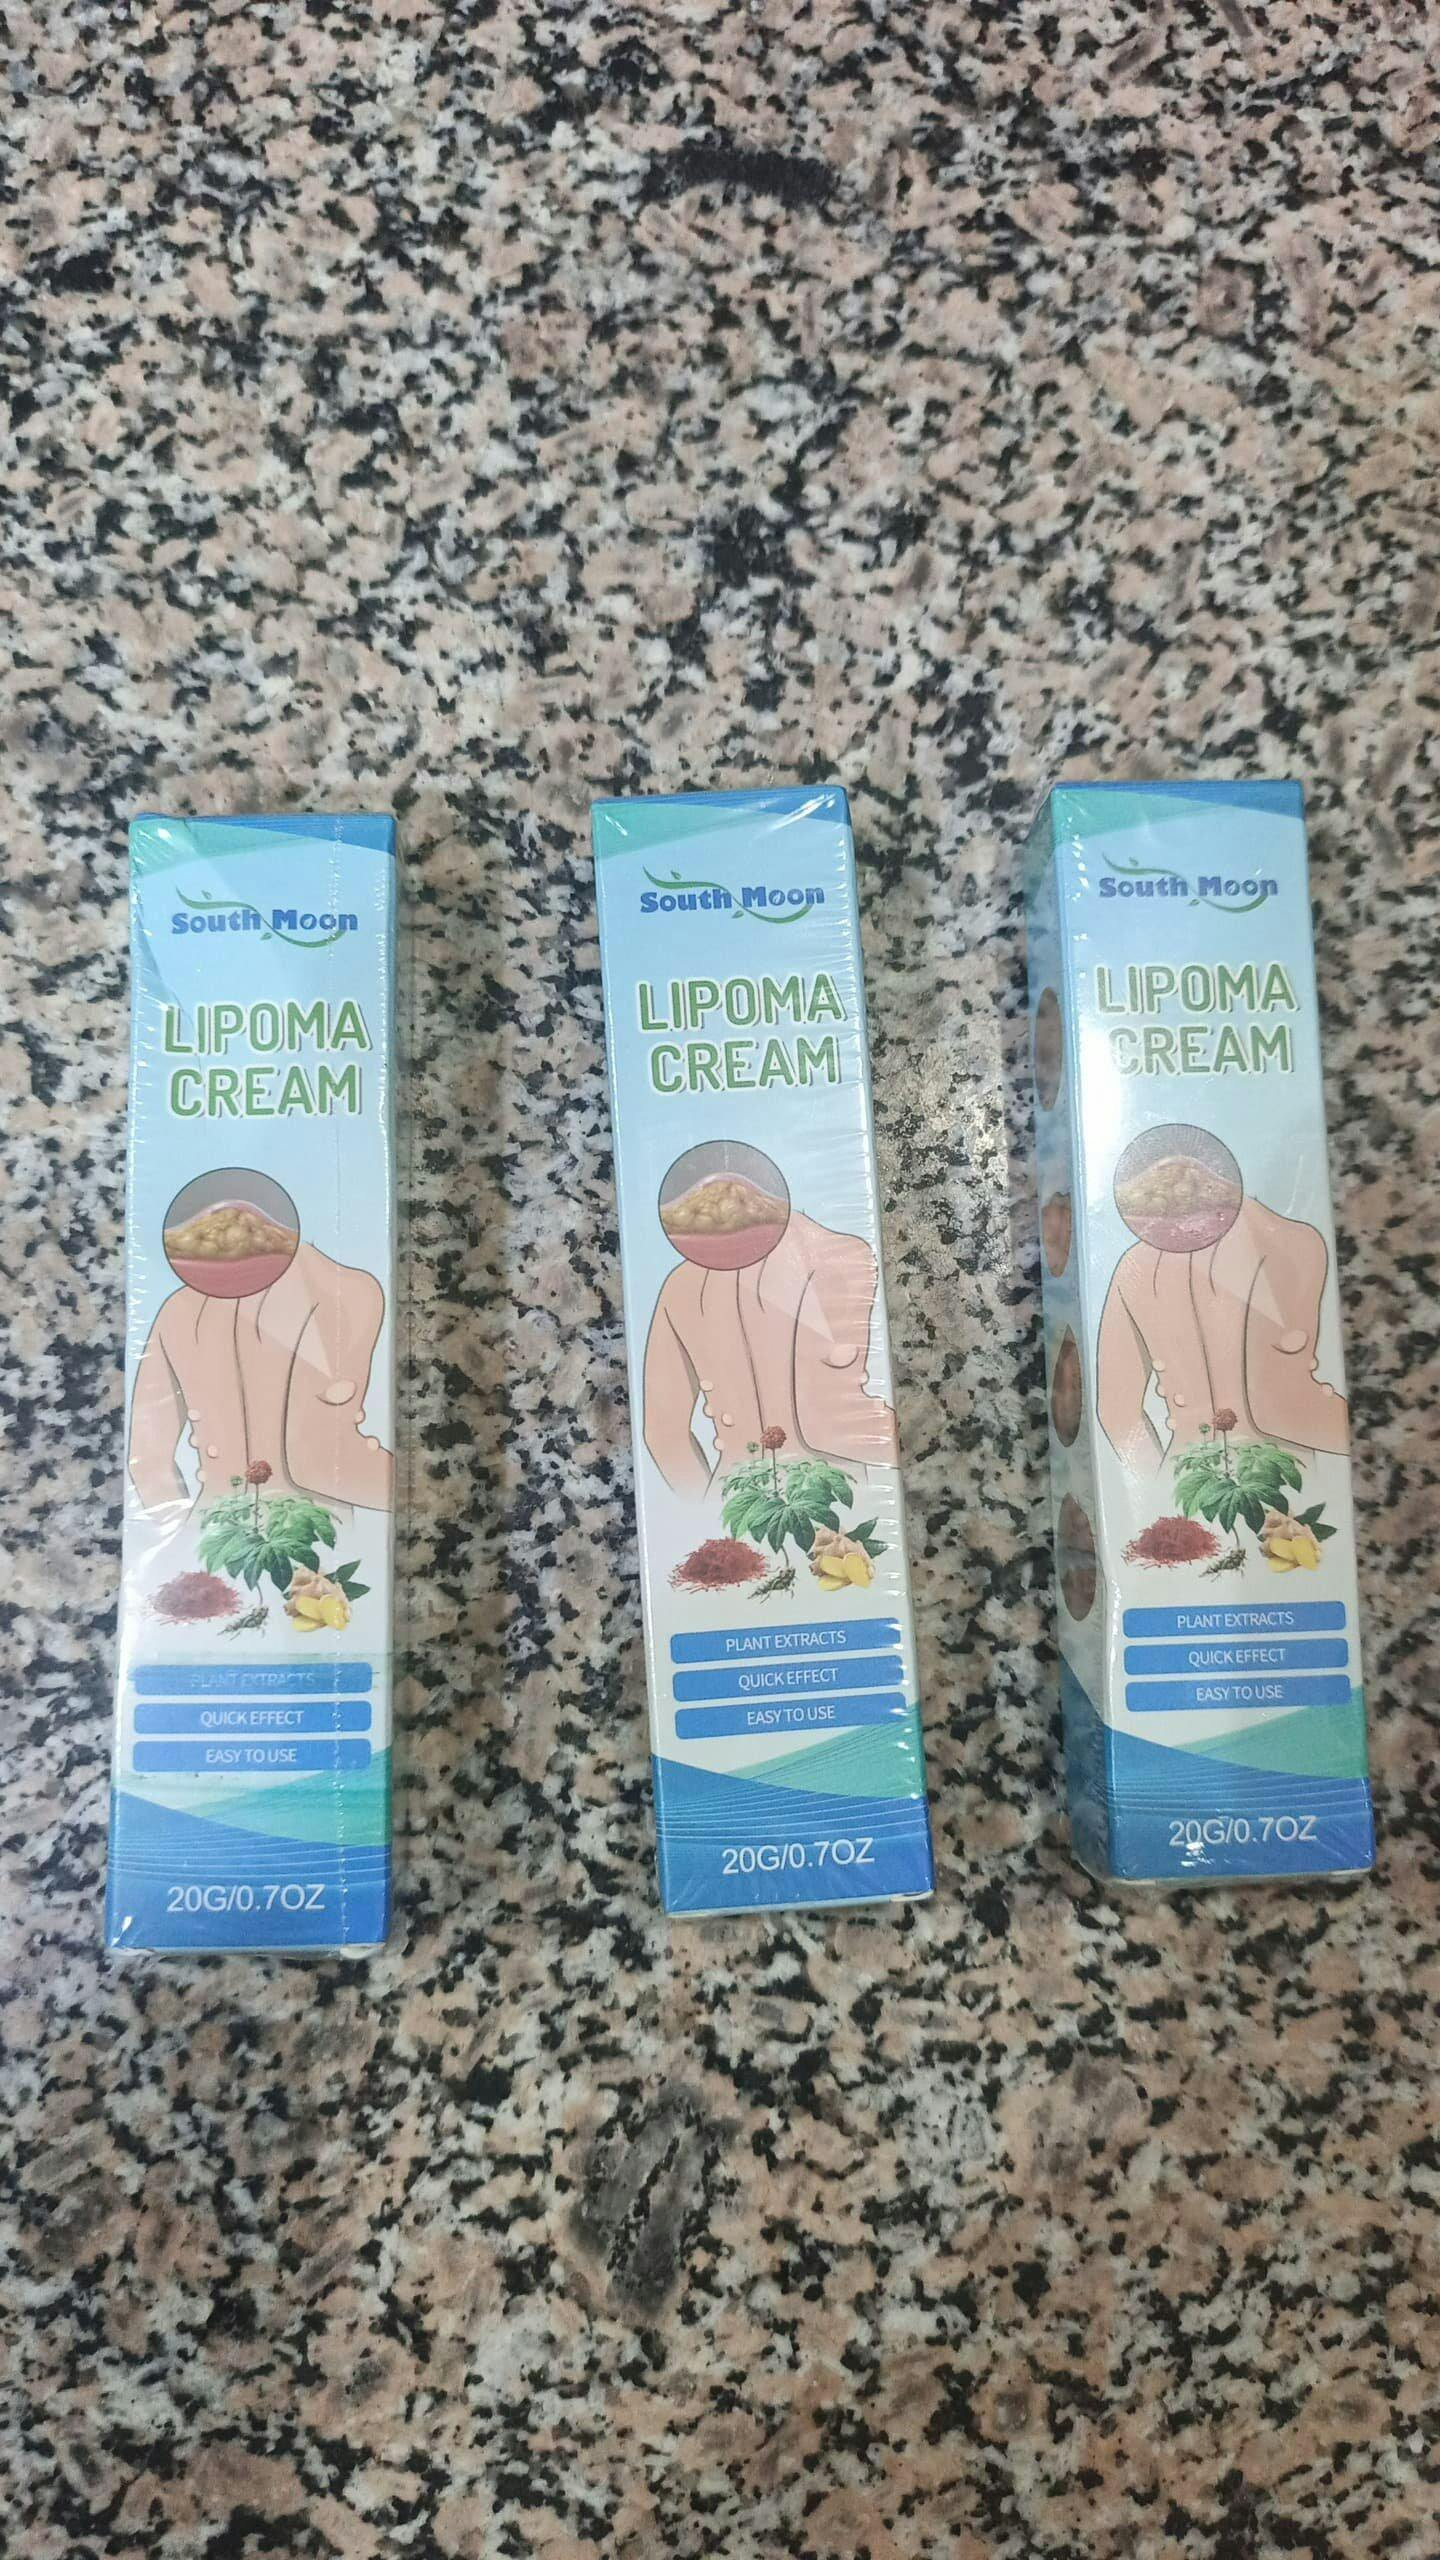 South Moon
LIPOMA
CREAM
PLANT EXTRACTS
QUICK EFFECT
EASY TO USE
20G/0.7OZ
South Moon
LIPOMA
CREAM
PLANT EXTRACTS
QUICK EFFECT
EASY TO USE
20G/0.7OZ
South Moon
LIPOMA
CREAM
PLANT EXTRACTS
QUICK EFFECT
EASY TO USE
20G/0.7OZ